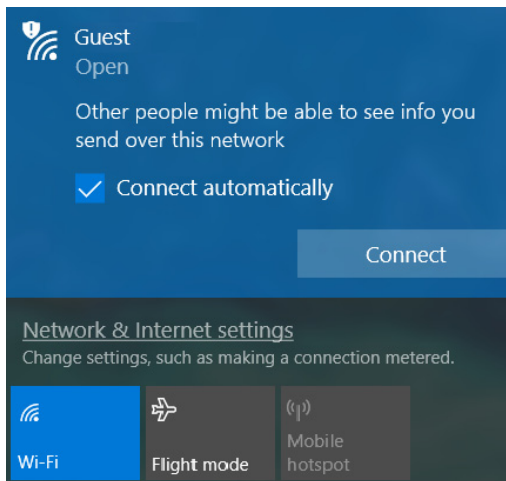 Guest
Open
Other people might be able to see info you
send over this network
Connect automatically
Connect
Network & Internet settings
Change settings, such as making a connection metered.
Wi-Fi
Flight mode
Mobile
hotspot